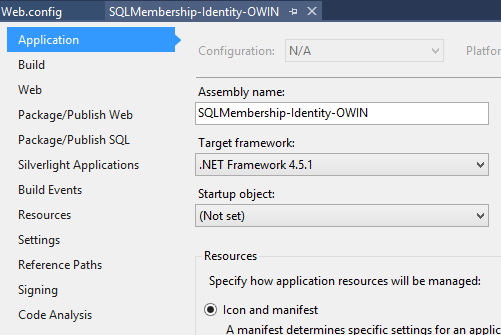 Web.config
SQLMembership-Identity-OWIN
Application
Build
Web
Package/Publish Web
Package/Publish SQL
Silverlight Applications
Build Events
Resources
Settings
Reference Paths
Signing
Code Analysis
Configuration:
N/A
Platfo
Assembly name:
SQLMembership-Identity-OWIN
Target framework:
.NET Framework 4.5.1
Startup object:
(Not set)
Resources
Specify how application resources will be managed:
Icon and manifest
A manifest determines specific settings for an applic